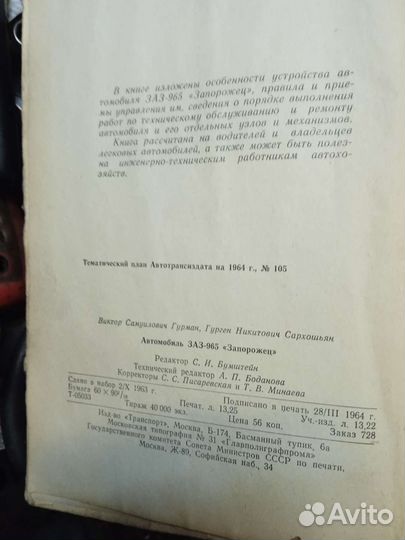 В книге изложены особенности устройства ав-
томобиля ЗАЗ-965 «Запорожец», правила и прие-
мы управления им, сведения о порядке выполнения
работ по техническому обслуживанию и ремонту
автомобиля и его отдельных узлов и механизмов.
Книга рассчитана на водителей и владельцев
легковых автомобилей, а также может быть полез-
на инженерно-техническим работникам автохо-
зяйств.
Тематический план Автотрансиздата на 1964 г., № 105
Виктор Самуилович Гурман, Гурген Никитович Сархошьян
Автомобиль ЗАЗ-965 «Запорожец»
Редактор С. И. Бумштейн
Технический редактор А. П. Боданова
Корректоры С. С. Писаревская и Т. В. Минаева
Сдано в набор 2/X 1963 г. Подписано в печать 28/III 1964 г.
Бумага 60 × 90¹/₁₆ Печат. л. 13,25 Уч.-изд. л. 13,22
Т-05033 Тираж 40 000 экз. Цена 56 коп. Заказ 728
Изд-во «Транспорт», Москва, Б-174, Басманный тупик, 6а
Московская типография № 31 «Главполиграфпрома»
Государственного комитета Совета Министров СССР по печати,
Москва, Ж-89, Софийская наб., 34
Avito